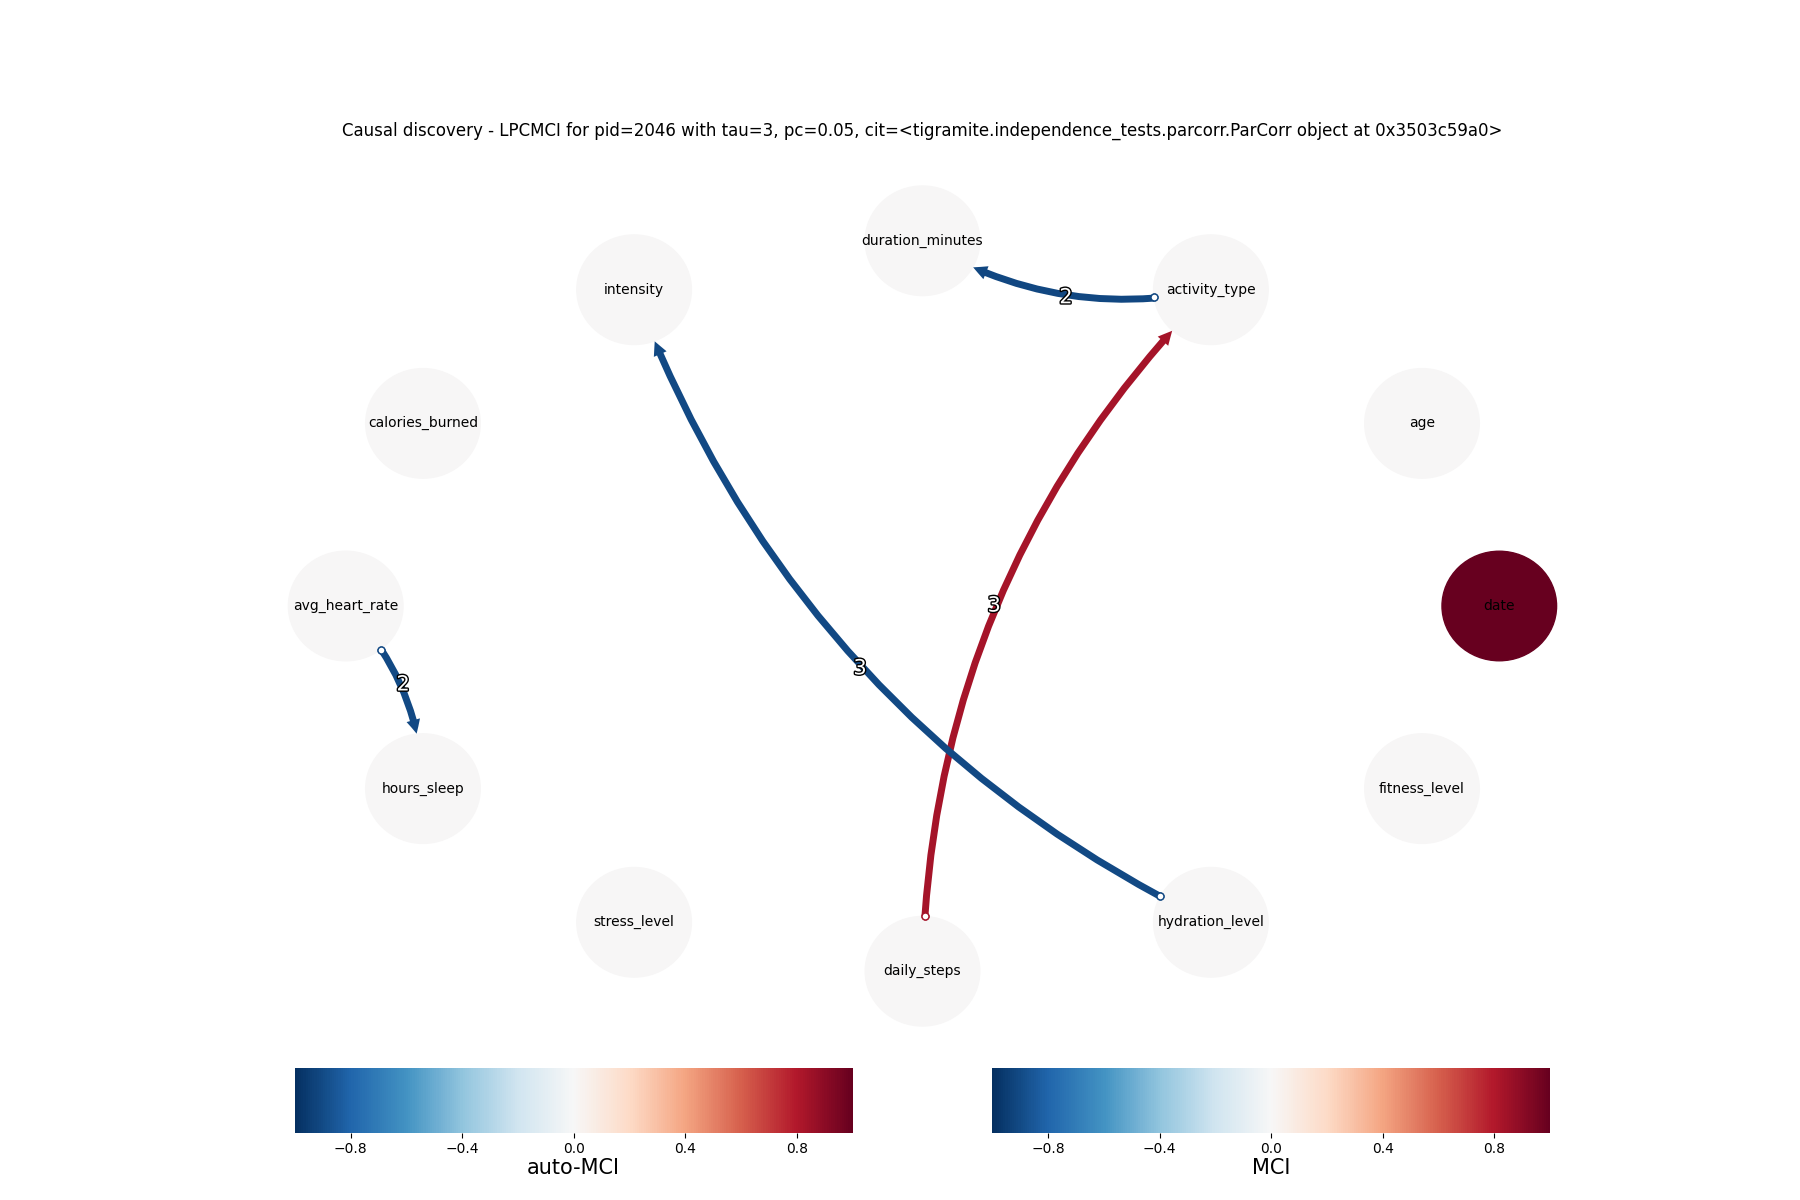 Causal discovery - LPCMCI for pid=2046 with tau=3, pc=0.05, cit=<tigramite.independence_tests.parcorr.ParCorr object at 0x3503c59a0>
duration_minutes
intensity
activity_type
2
calories_burned
age
avg_heart_rate
3
date
3
2
hours_sleep
fitness_level
stress_level
hydration_level
daily_steps
−0.8 −0.4 0.0 0.4 0.8
auto-MCI
−0.8 −0.4 0.0 0.4 0.8
MCI